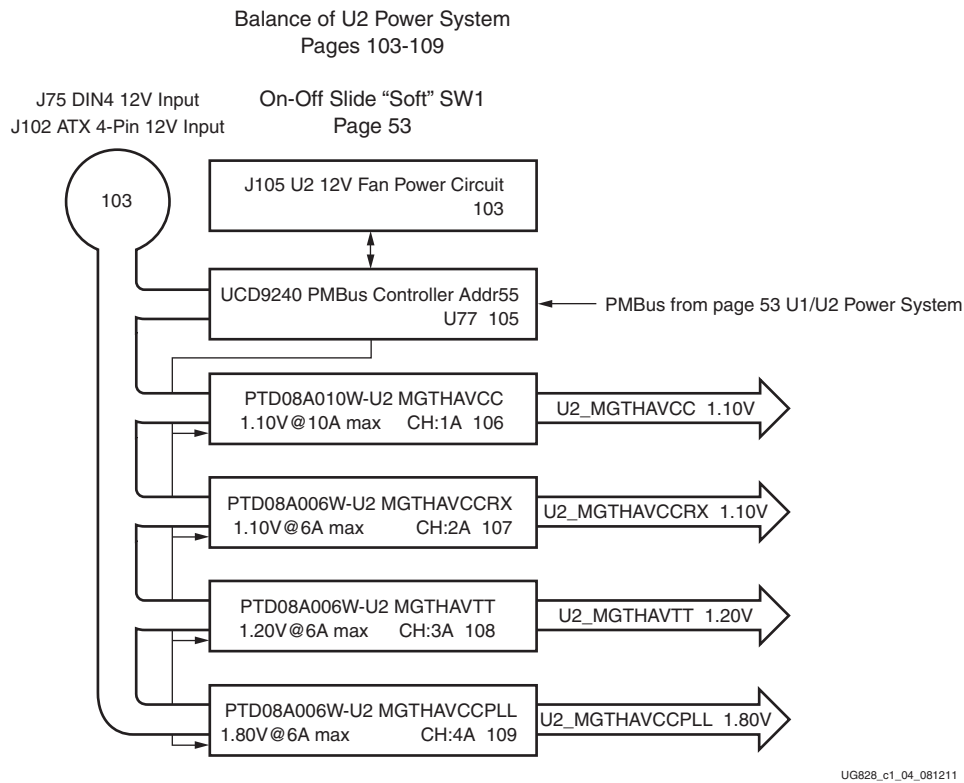 Balance of U2 Power System
Pages 103-109
J75 DIN4 12V Input
J102 ATX 4-Pin 12V Input
On-Off Slide “Soft” SW1
Page 53
103
J105 U2 12V Fan Power Circuit
103
UCD9240 PMBus Controller Addr55
U77 105
PMBus from page 53 U1/U2 Power System
PTD08A010W-U2 MGTHAVCC
1.10V@10A max CH:1A 106
U2_MGTHAVCC 1.10V
PTD08A006W-U2 MGTHAVCCRX
1.10V@6A max CH:2A 107
U2_MGTHAVCCRX 1.10V
PTD08A006W-U2 MGTHAVTT
1.20V@6A max CH:3A 108
U2_MGTHAVTT 1.20V
PTD08A006W-U2 MGTHAVCCPLL
1.80V@6A max CH:4A 109
U2_MGTHAVCCPLL 1.80V
UG828_c1_04_081211